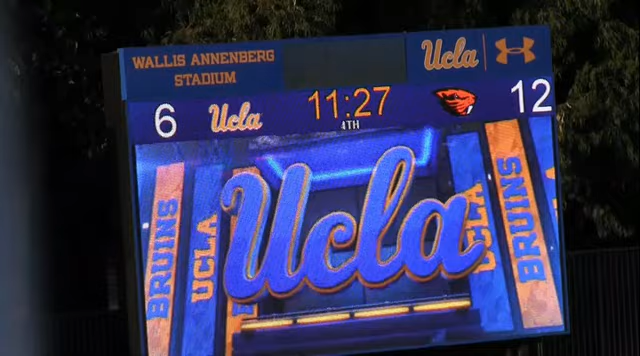 WALLIS ANNENBERG
STADIUM
Ucla
6 Ucla 11:27 12
4TH
Ucla
BRUINS
UCLA
UCLA
BRUINS